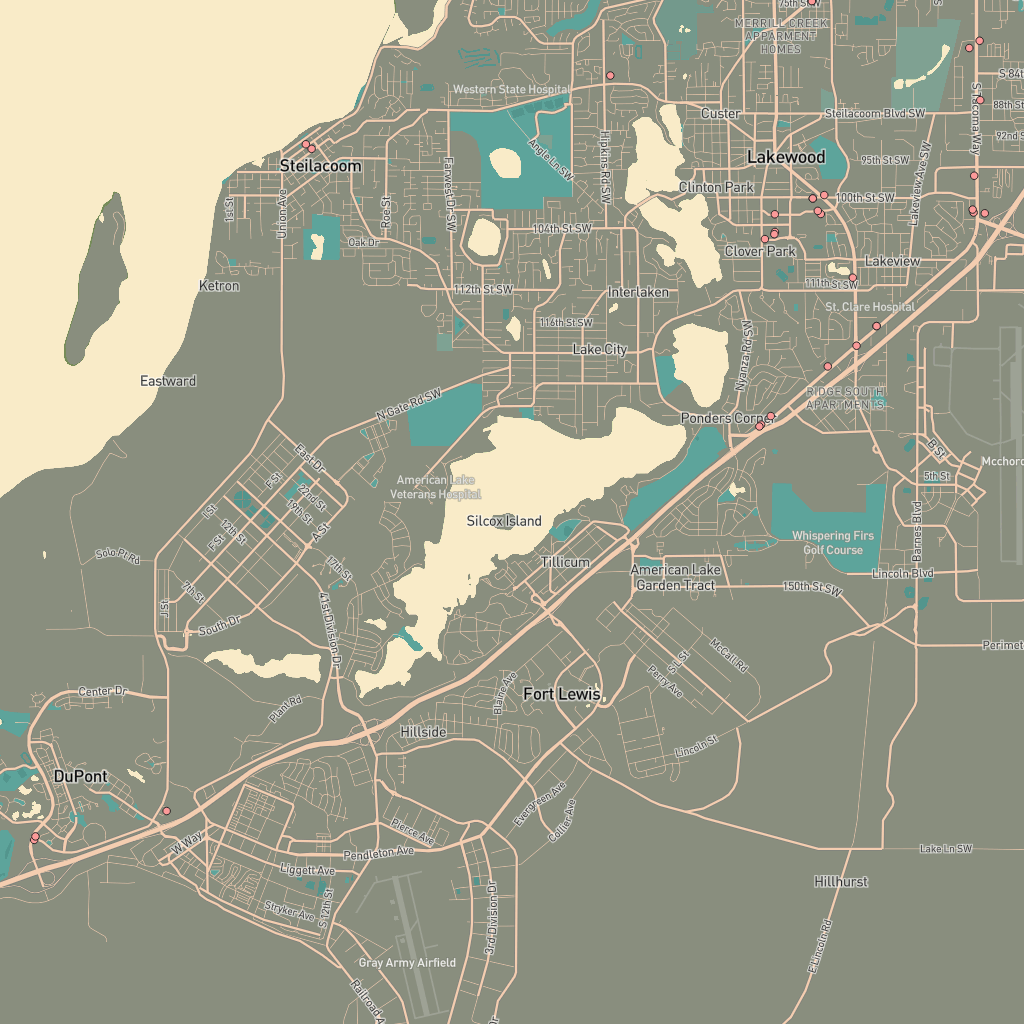 75th St W
MERRILL CREEK
APPARMENT
HOMES
S 84th
Western State Hospital
S Tacoma Way
88th St
Custer
Steilacoom Blvd SW
92nd S
Angle Ln SW
Hipkins Rd SW
Steilacoom
Farwest Dr SW
Lakewood
95th St SW
Lakeview Ave SW
Clinton Park
1st St
Union Ave
Roe St
100th St SW
104th St SW
Oak Dr
Clover Park
Lakeview
Ketron
112th St SW
Interlaken
111th St SW
St. Clare Hospital
116th St SW
Nyanza Rd SW
Lake City
Eastward
RIDGE SOUTH
APARTMENTS
N Gate Rd SW
Ponders Corner
East Dr
B St
Mcchord
F St
American Lake
Veterans Hospital
5th St
22nd St
I St
19th St
Barnes Blvd
12th St
Silcox Island
A St
F St
Whispering Firs
Golf Course
Solo Pt Rd
Tillicum
17th St
American Lake
Garden Tract
Lincoln Blvd
7th St
150th St SW
J St
41st Division Dr
South Dr
Perimete
McCall Rd
S L St
Perry Ave
Center Dr
Blaine Ave
Fort Lewis
Plant Rd
Hillside
Lincoln St
DuPont
Evergreen Ave
Collier Ave
Pierce Ave
W Way
Pendleton Ave
Lake Ln SW
Liggett Ave
Hillhurst
S 12th St
Stryker Ave
3rd Division Dr
E Lincoln Rd
Gray Army Airfield
Railroad A
Dr